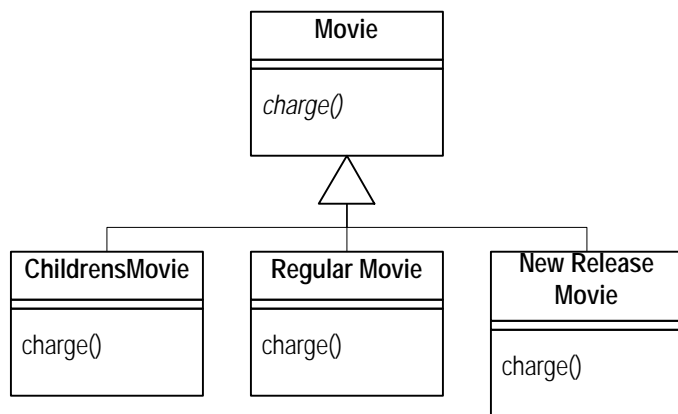 Movie
charge()
ChildrensMovie
charge()
Regular Movie
charge()
New Release
Movie
charge()